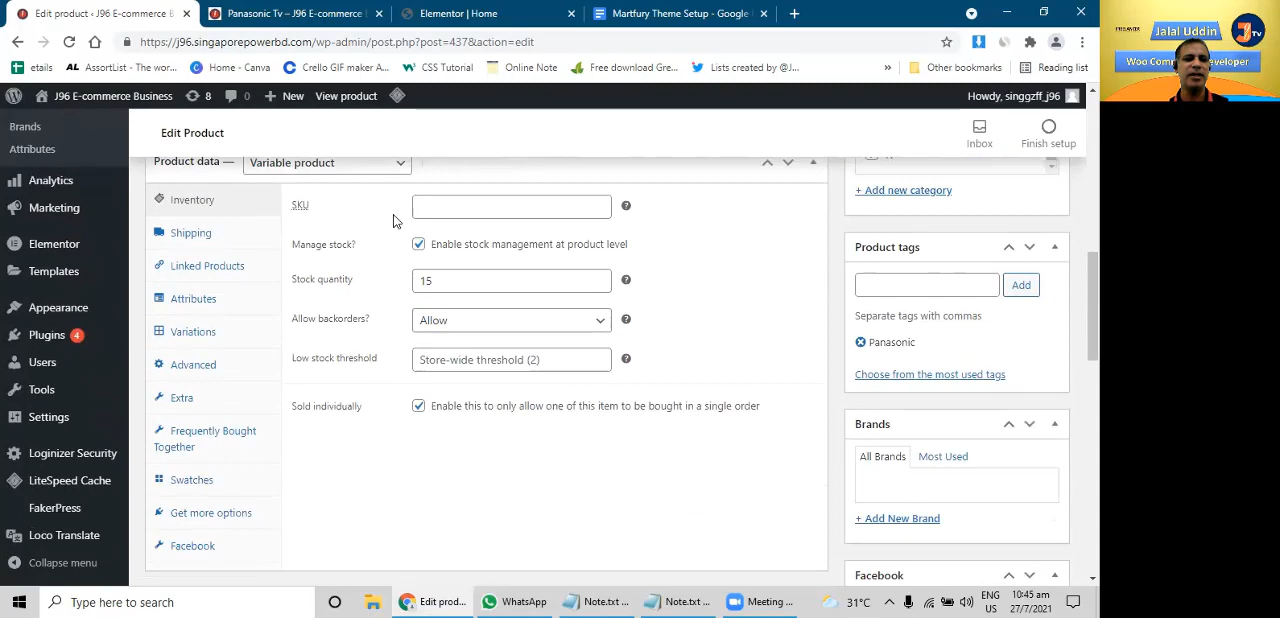 Edit product ‹ J96 E-commerce B
Panasonic Tv – J96 E-commerce
Elementor | Home
Martfury Theme Setup - Google
https://j96.singaporepowerbd.com/wp-admin/post.php?post=437&action=edit
etails
AssortList - The wor...
Home - Canva
Crello GIF maker A...
CSS Tutorial
Online Note
Free download Gre...
Lists created by @J...
»
Other bookmarks
Reading list
Jalal Uddin
TV
Woo Commerce Developer
J96 E-commerce Business
8
0
New
View product
Howdy, singgzff_j96
Brands
Attributes
Analytics
Marketing
Elementor
Templates
Appearance
Plugins 4
Users
Tools
Settings
Loginizer Security
LiteSpeed Cache
FakerPress
Loco Translate
Collapse menu
Edit Product
Inbox
Finish setup
Product data —
Variable product
Inventory
Shipping
Linked Products
Attributes
Variations
Advanced
Extra
Frequently Bought
Together
Swatches
Get more options
Facebook
SKU
Manage stock?
Enable stock management at product level
Stock quantity
15
Allow backorders?
Allow
Low stock threshold
Store-wide threshold (2)
Sold individually
Enable this to only allow one of this item to be bought in a single order
+ Add new category
Product tags
Add
Separate tags with commas
Panasonic
Choose from the most used tags
Brands
All Brands
Most Used
+ Add New Brand
Facebook
Type here to search
Edit prod...
WhatsApp
Note.txt ...
Note.txt ...
Meeting ...
31°C
ENG
US
10:45 am
27/7/2021